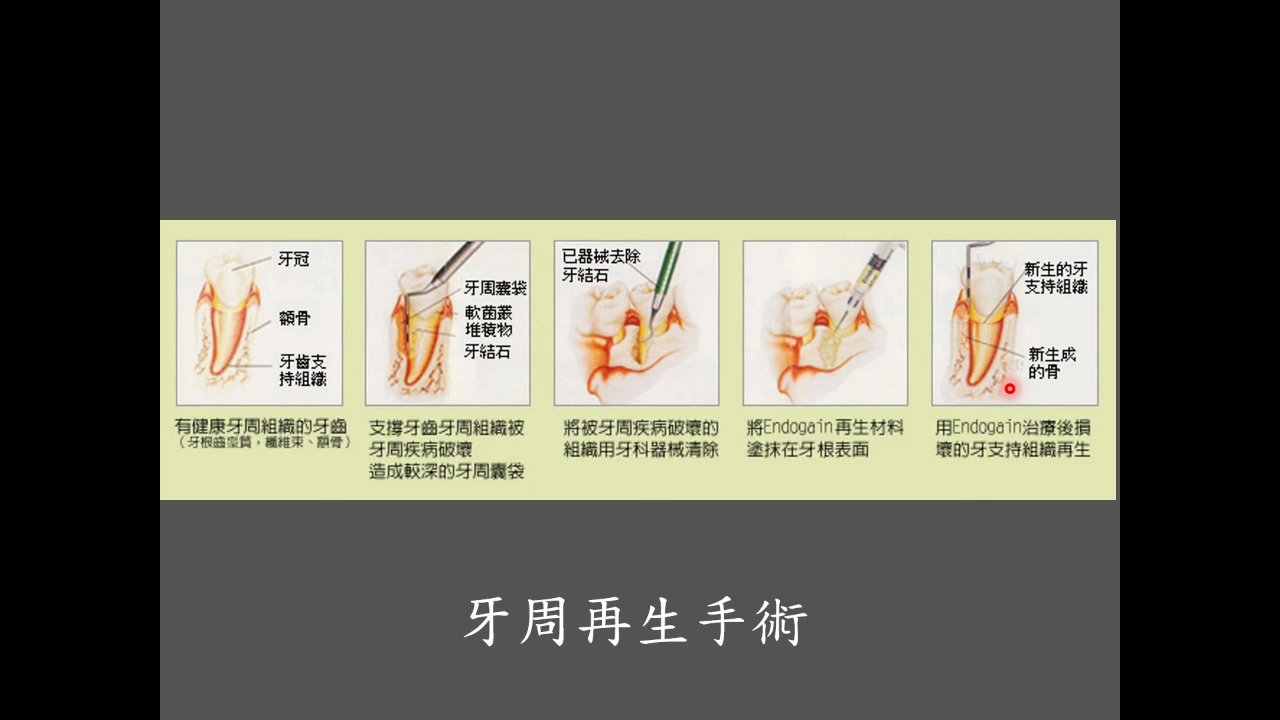 牙冠
額骨
牙齒支
持組織
有健康牙周組織的牙齒
(牙根齒堊質，纖維束、額骨)
牙周囊袋
軟菌叢
堆積物
牙結石
支撐牙齒牙周組織被
牙周疾病破壞
造成較深的牙周囊袋
已器械去除
牙結石
將被牙周疾病破壞的
組織用牙科器械清除
將Endogain再生材料
塗抹在牙根表面
新生的牙
支持組織
新生成
的骨
用Endogain治療後損
壞的牙支持組織再生
牙周再生手術